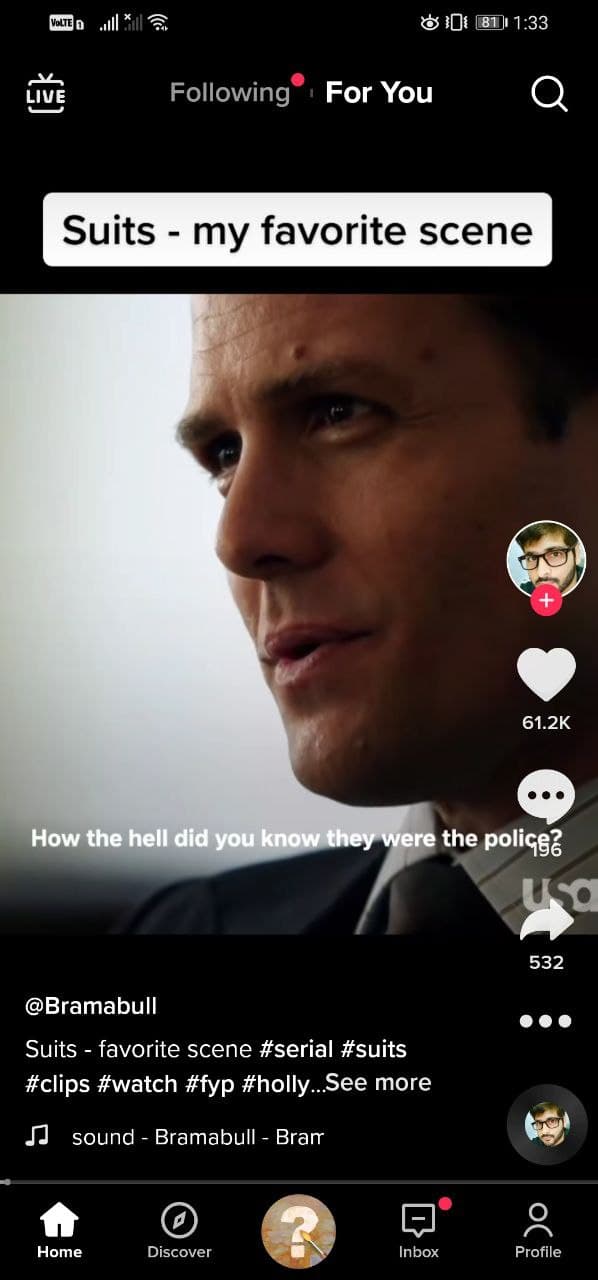 VoLTE 1 81 1:33
LIVE Following For You
Suits - my favorite scene
61.2K
How the hell did you know they were the police?
196
usa
532
@Bramabull
Suits - favorite scene #serial #suits
#clips #watch #fyp #holly...See more
sound - Bramabull - Bram
?
Home Discover Inbox Profile